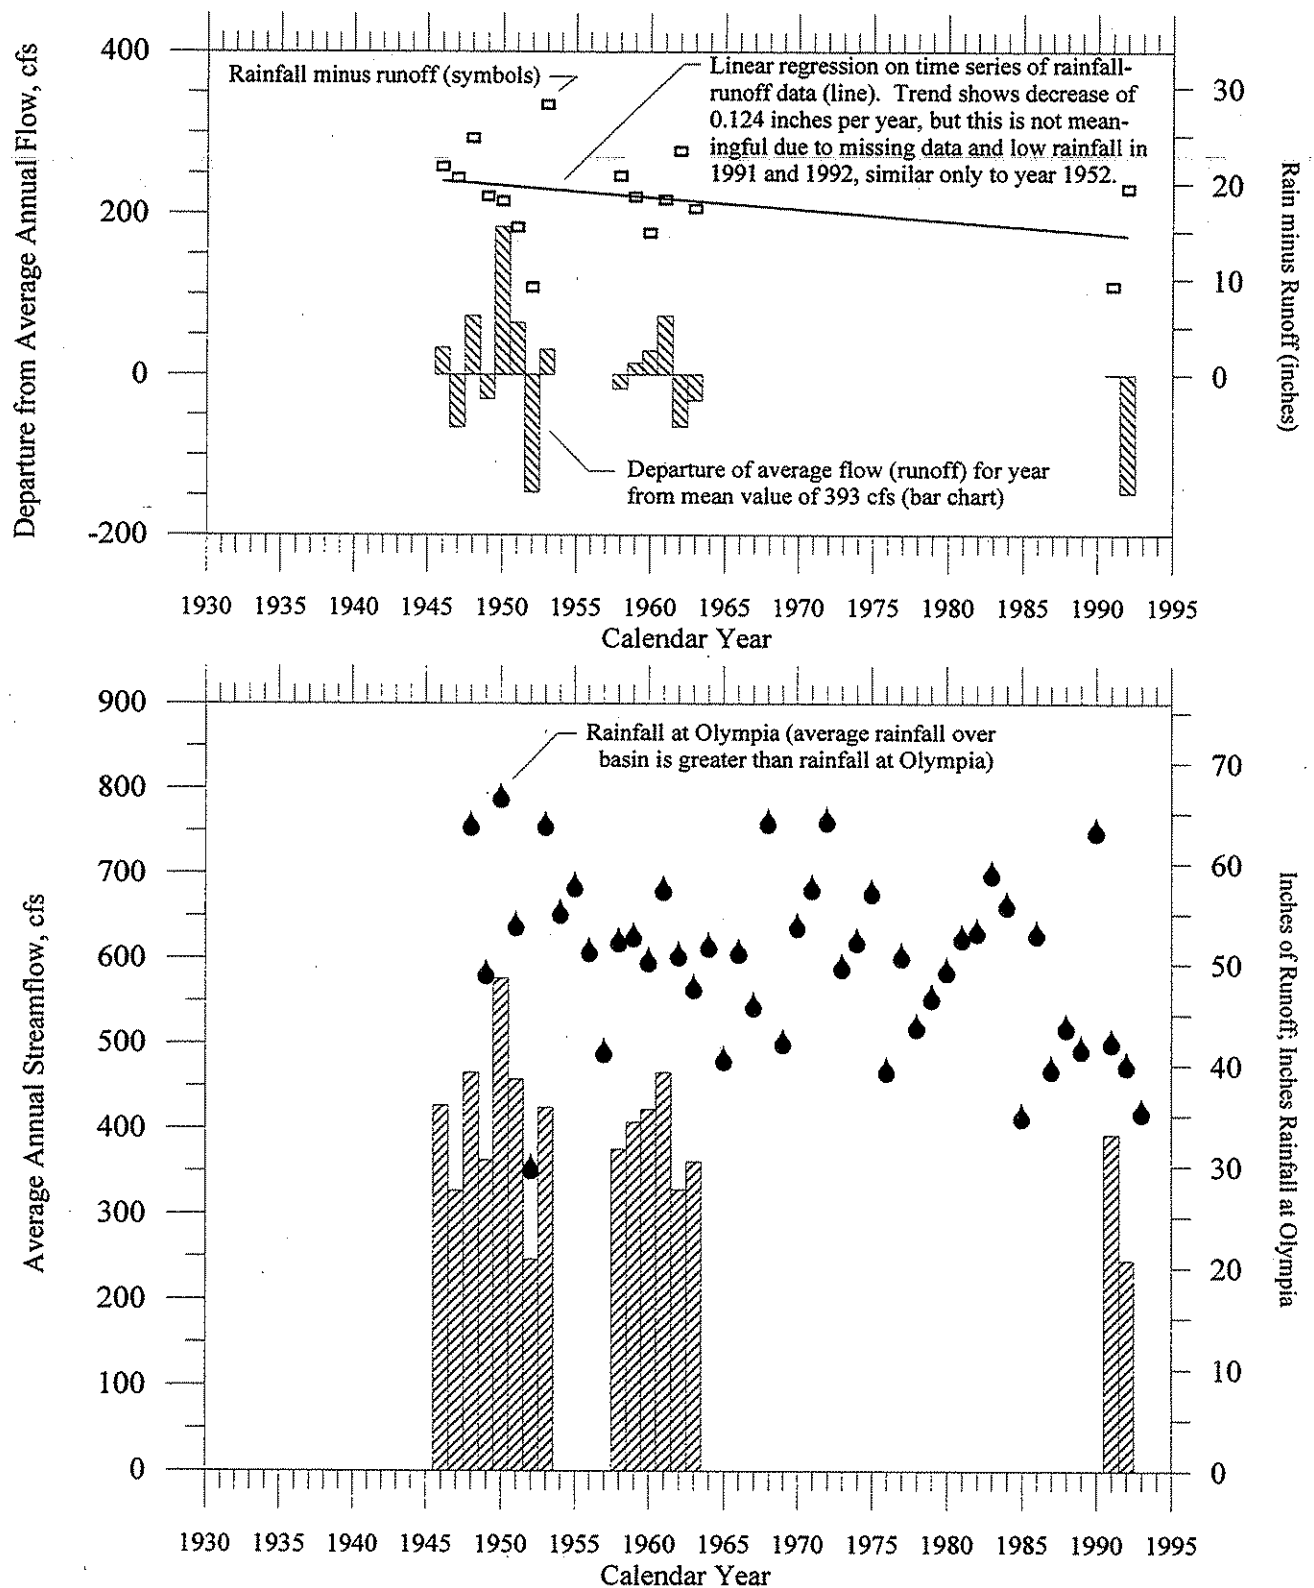 400
200
0
-200
Departure from Average Annual Flow, cfs
Rainfall minus runoff (symbols)
Linear regression on time series of rainfall-
runoff data (line). Trend shows decrease of
0.124 inches per year, but this is not mean-
ingful due to missing data and low rainfall in
1991 and 1992, similar only to year 1952.
Departure of average flow (runoff) for year
from mean value of 393 cfs (bar chart)
30
20
10
0
Rain minus Runoff (inches)
1930 1935 1940 1945 1950 1955 1960 1965 1970 1975 1980 1985 1990 1995
Calendar Year
900
800
700
600
500
400
300
200
100
0
Average Annual Streamflow, cfs
Rainfall at Olympia (average rainfall over
basin is greater than rainfall at Olympia)
70
60
50
40
30
20
10
0
Inches of Runoff; Inches Rainfall at Olympia
1930 1935 1940 1945 1950 1955 1960 1965 1970 1975 1980 1985 1990 1995
Calendar Year